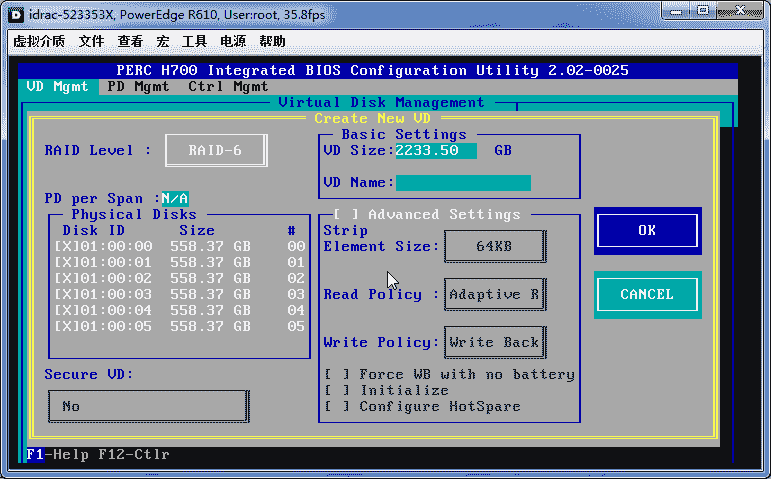 idrac-523353X, PowerEdge R610, User:root, 35.8fps
虚拟介质 文件 查看 宏 工具 电源 帮助
PERC H700 Integrated BIOS Configuration Utility 2.02-0025
VD Mgmt PD Mgmt Ctrl Mgmt
Virtual Disk Management
Create New VD
RAID Level : RAID-6
Basic Settings
VD Size:2233.50 GB
VD Name:
PD per Span :N/A
Physical Disks
Disk ID Size #
[X]01:00:00 558.37 GB 00
[X]01:00:01 558.37 GB 01
[X]01:00:02 558.37 GB 02
[X]01:00:03 558.37 GB 03
[X]01:00:04 558.37 GB 04
[X]01:00:05 558.37 GB 05
Secure VD:
No
[ ] Advanced Settings
Strip
Element Size: 64KB
Read Policy : Adaptive R
Write Policy: Write Back
[ ] Force WB with no battery
[ ] Initialize
[ ] Configure HotSpare
OK
CANCEL
F1-Help F12-Ctlr